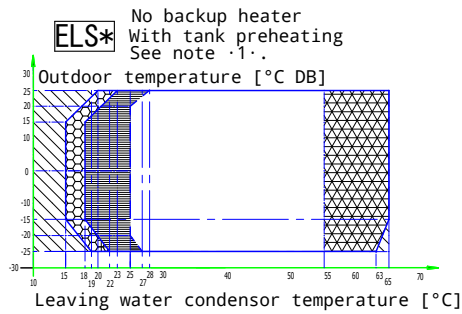 No backup heater
ELS* With tank preheating
See note ·1·.
Outdoor temperature [°C DB]
30
25
20
15
10
0
-10
-15
-20
-25
-30
10 15 18 19 20 22 23 25 27 28 30 40 50 55 60 63 65 70
Leaving water condensor temperature [°C]